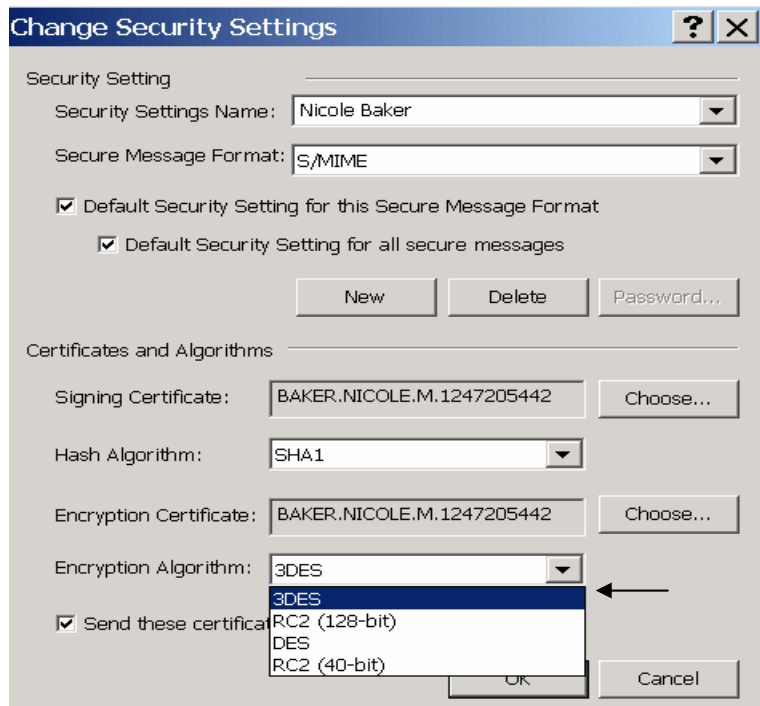 Change Security Settings
Security Setting
Security Settings Name: Nicole Baker
Secure Message Format: S/MIME
Default Security Setting for this Secure Message Format
Default Security Setting for all secure messages
New Delete Password...
Certificates and Algorithms
Signing Certificate: BAKER.NICOLE.M.1247205442 Choose...
Hash Algorithm: SHA1
Encryption Certificate: BAKER.NICOLE.M.1247205442 Choose...
Encryption Algorithm: 3DES
3DES
Send these RC2 (128-bit)
DES
RC2 (40-bit)
OK Cancel